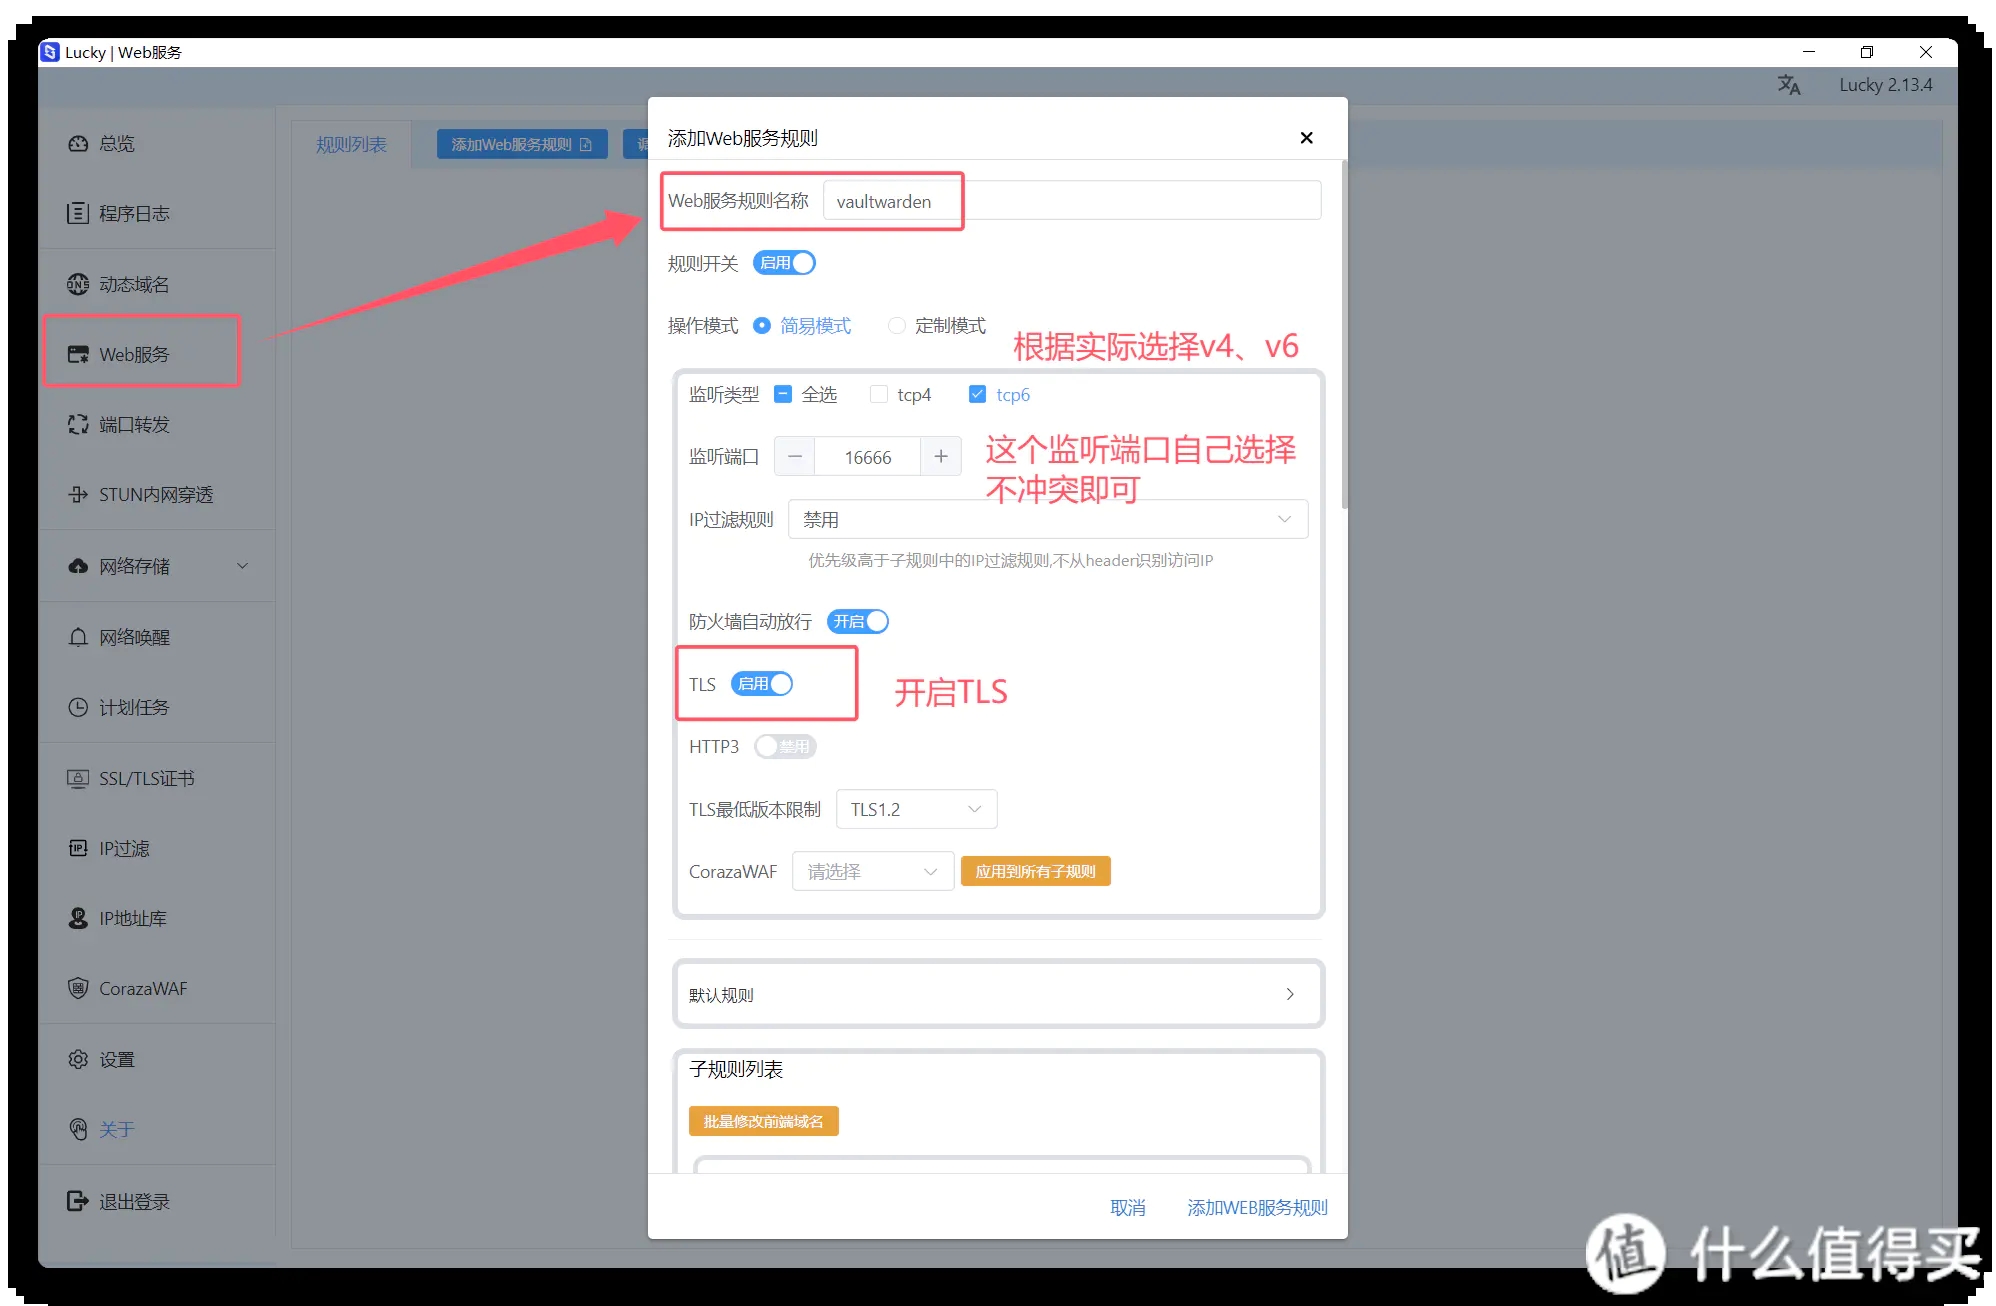 Lucky | Web服务
Lucky 2.13.4
总览
程序日志
动态域名
Web服务
端口转发
STUN内网穿透
网络存储
网络唤醒
计划任务
SSL/TLS证书
IP过滤
IP地址库
CorazaWAF
设置
关于
退出登录
规则列表
添加Web服务规则
添加Web服务规则
Web服务规则名称 vaultwarden
规则开关 启用
操作模式 简易模式 定制模式
根据实际选择v4、v6
监听类型 全选 tcp4 tcp6
监听端口 16666
这个监听端口自己选择
不冲突即可
IP过滤规则 禁用
优先级高于子规则中的IP过滤规则,不从header识别访问IP
防火墙自动放行 开启
TLS 启用
开启TLS
HTTP3 禁用
TLS最低版本限制 TLS1.2
CorazaWAF 请选择 应用到所有子规则
默认规则
子规则列表
批量修改前端域名
取消 添加WEB服务规则
值 什么值得买